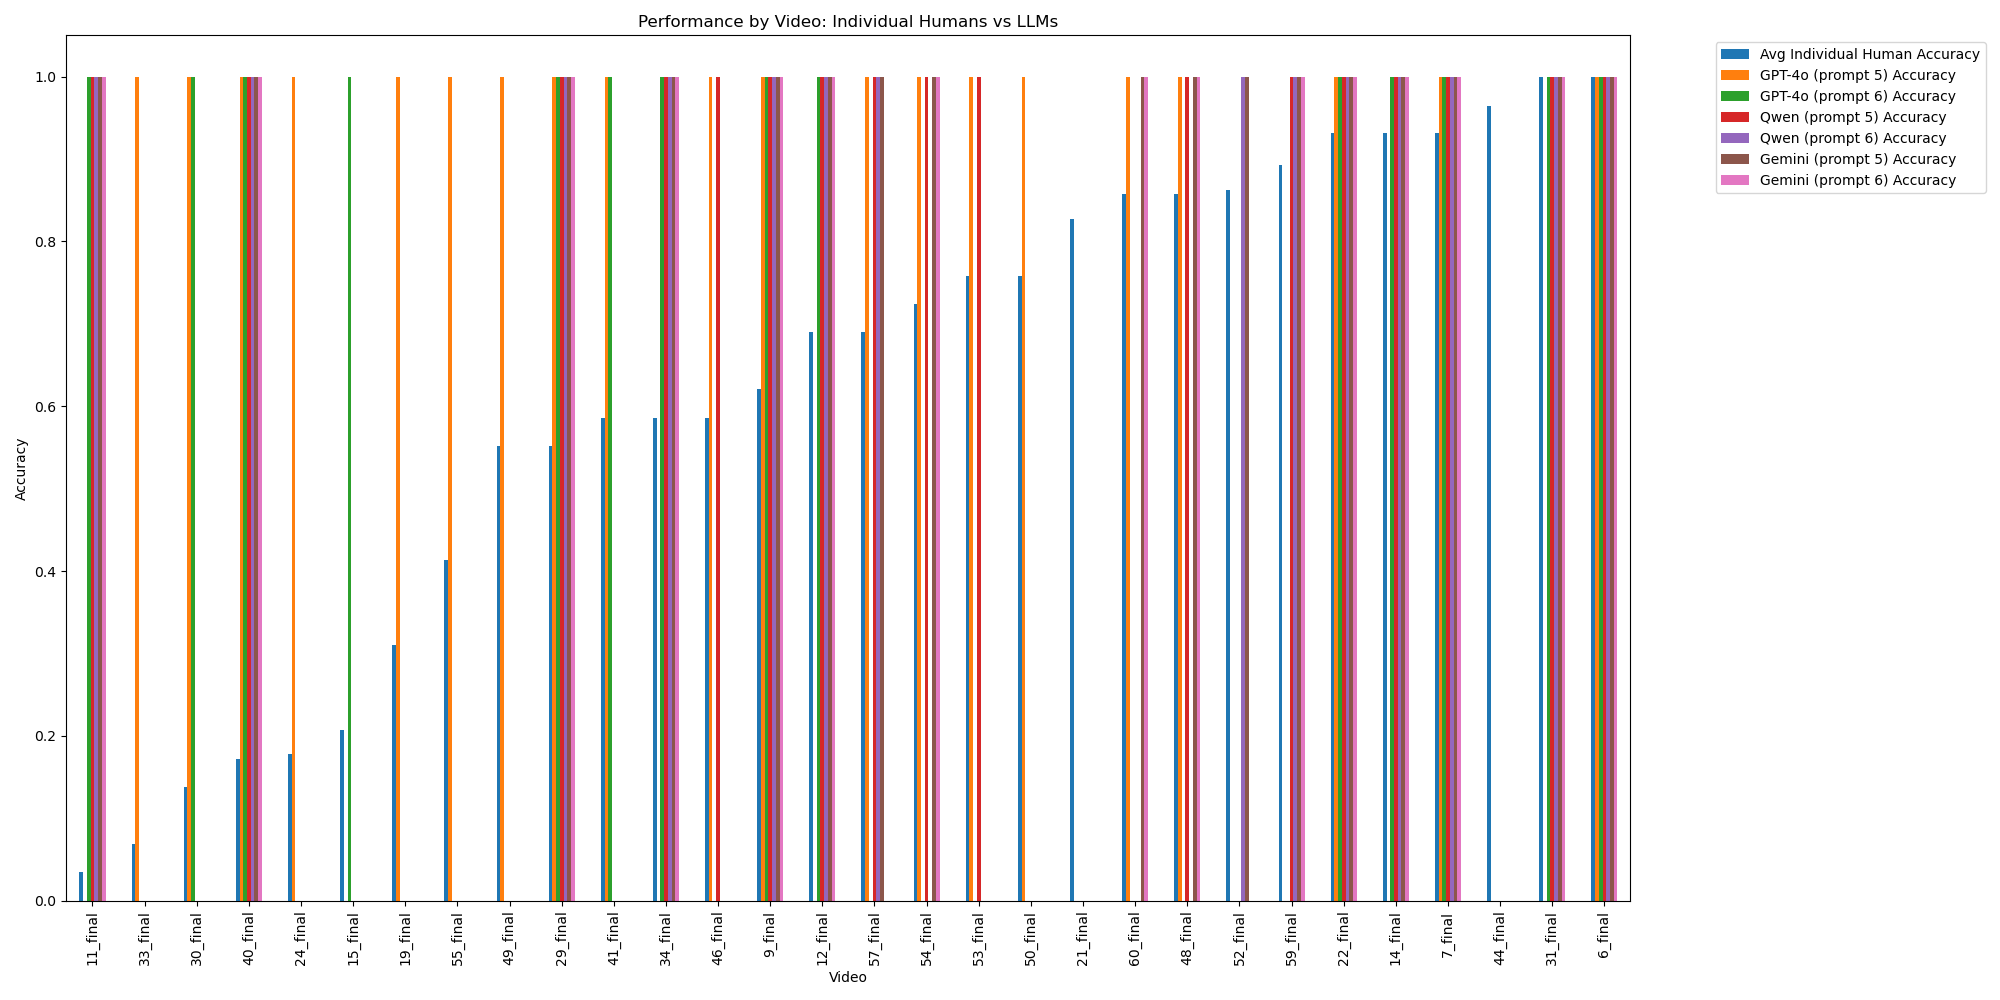 Performance by Video: Individual Humans vs LLMs
Avg Individual Human Accuracy
GPT-4o (prompt 5) Accuracy
GPT-4o (prompt 6) Accuracy
Qwen (prompt 5) Accuracy
Qwen (prompt 6) Accuracy
Gemini (prompt 5) Accuracy
Gemini (prompt 6) Accuracy
Accuracy
1.0
0.8
0.6
0.4
0.2
0.0
11_final
33_final
30_final
40_final
24_final
15_final
19_final
55_final
49_final
29_final
41_final
34_final
46_final
9_final
12_final
57_final
54_final
53_final
50_final
21_final
60_final
48_final
52_final
59_final
22_final
14_final
7_final
44_final
31_final
6_final
Video